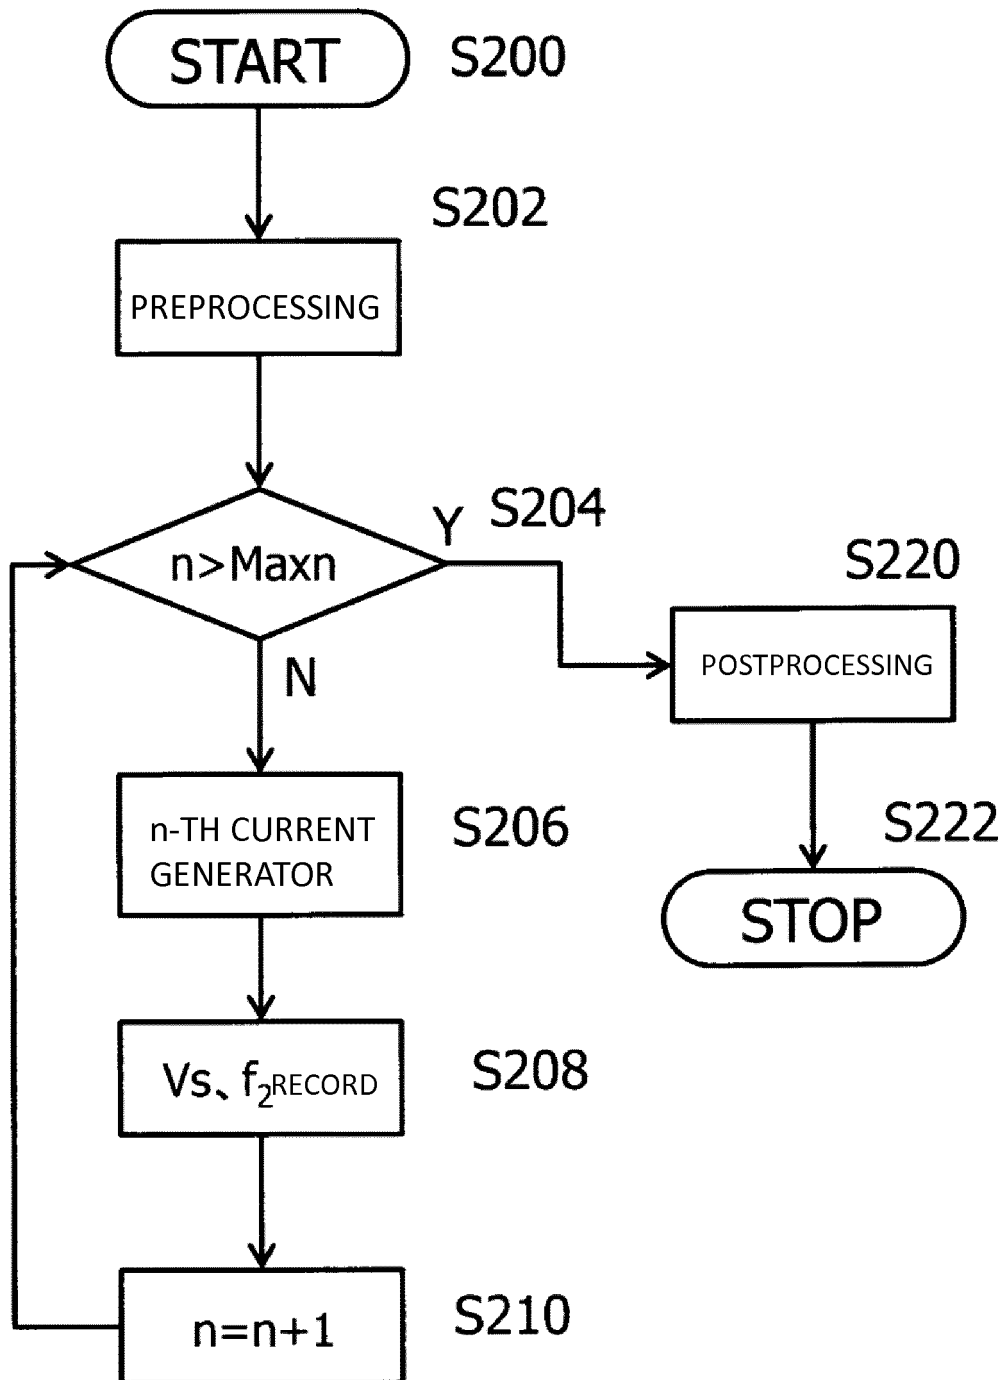 START
S200
S202
PREPROCESSING
S204
Y
n>Maxn
N
S220
POSTPROCESSING
n-TH CURRENT
GENERATOR
S206
S222
STOP
Vs、f₂RECORD
S208
n=n+1
S210